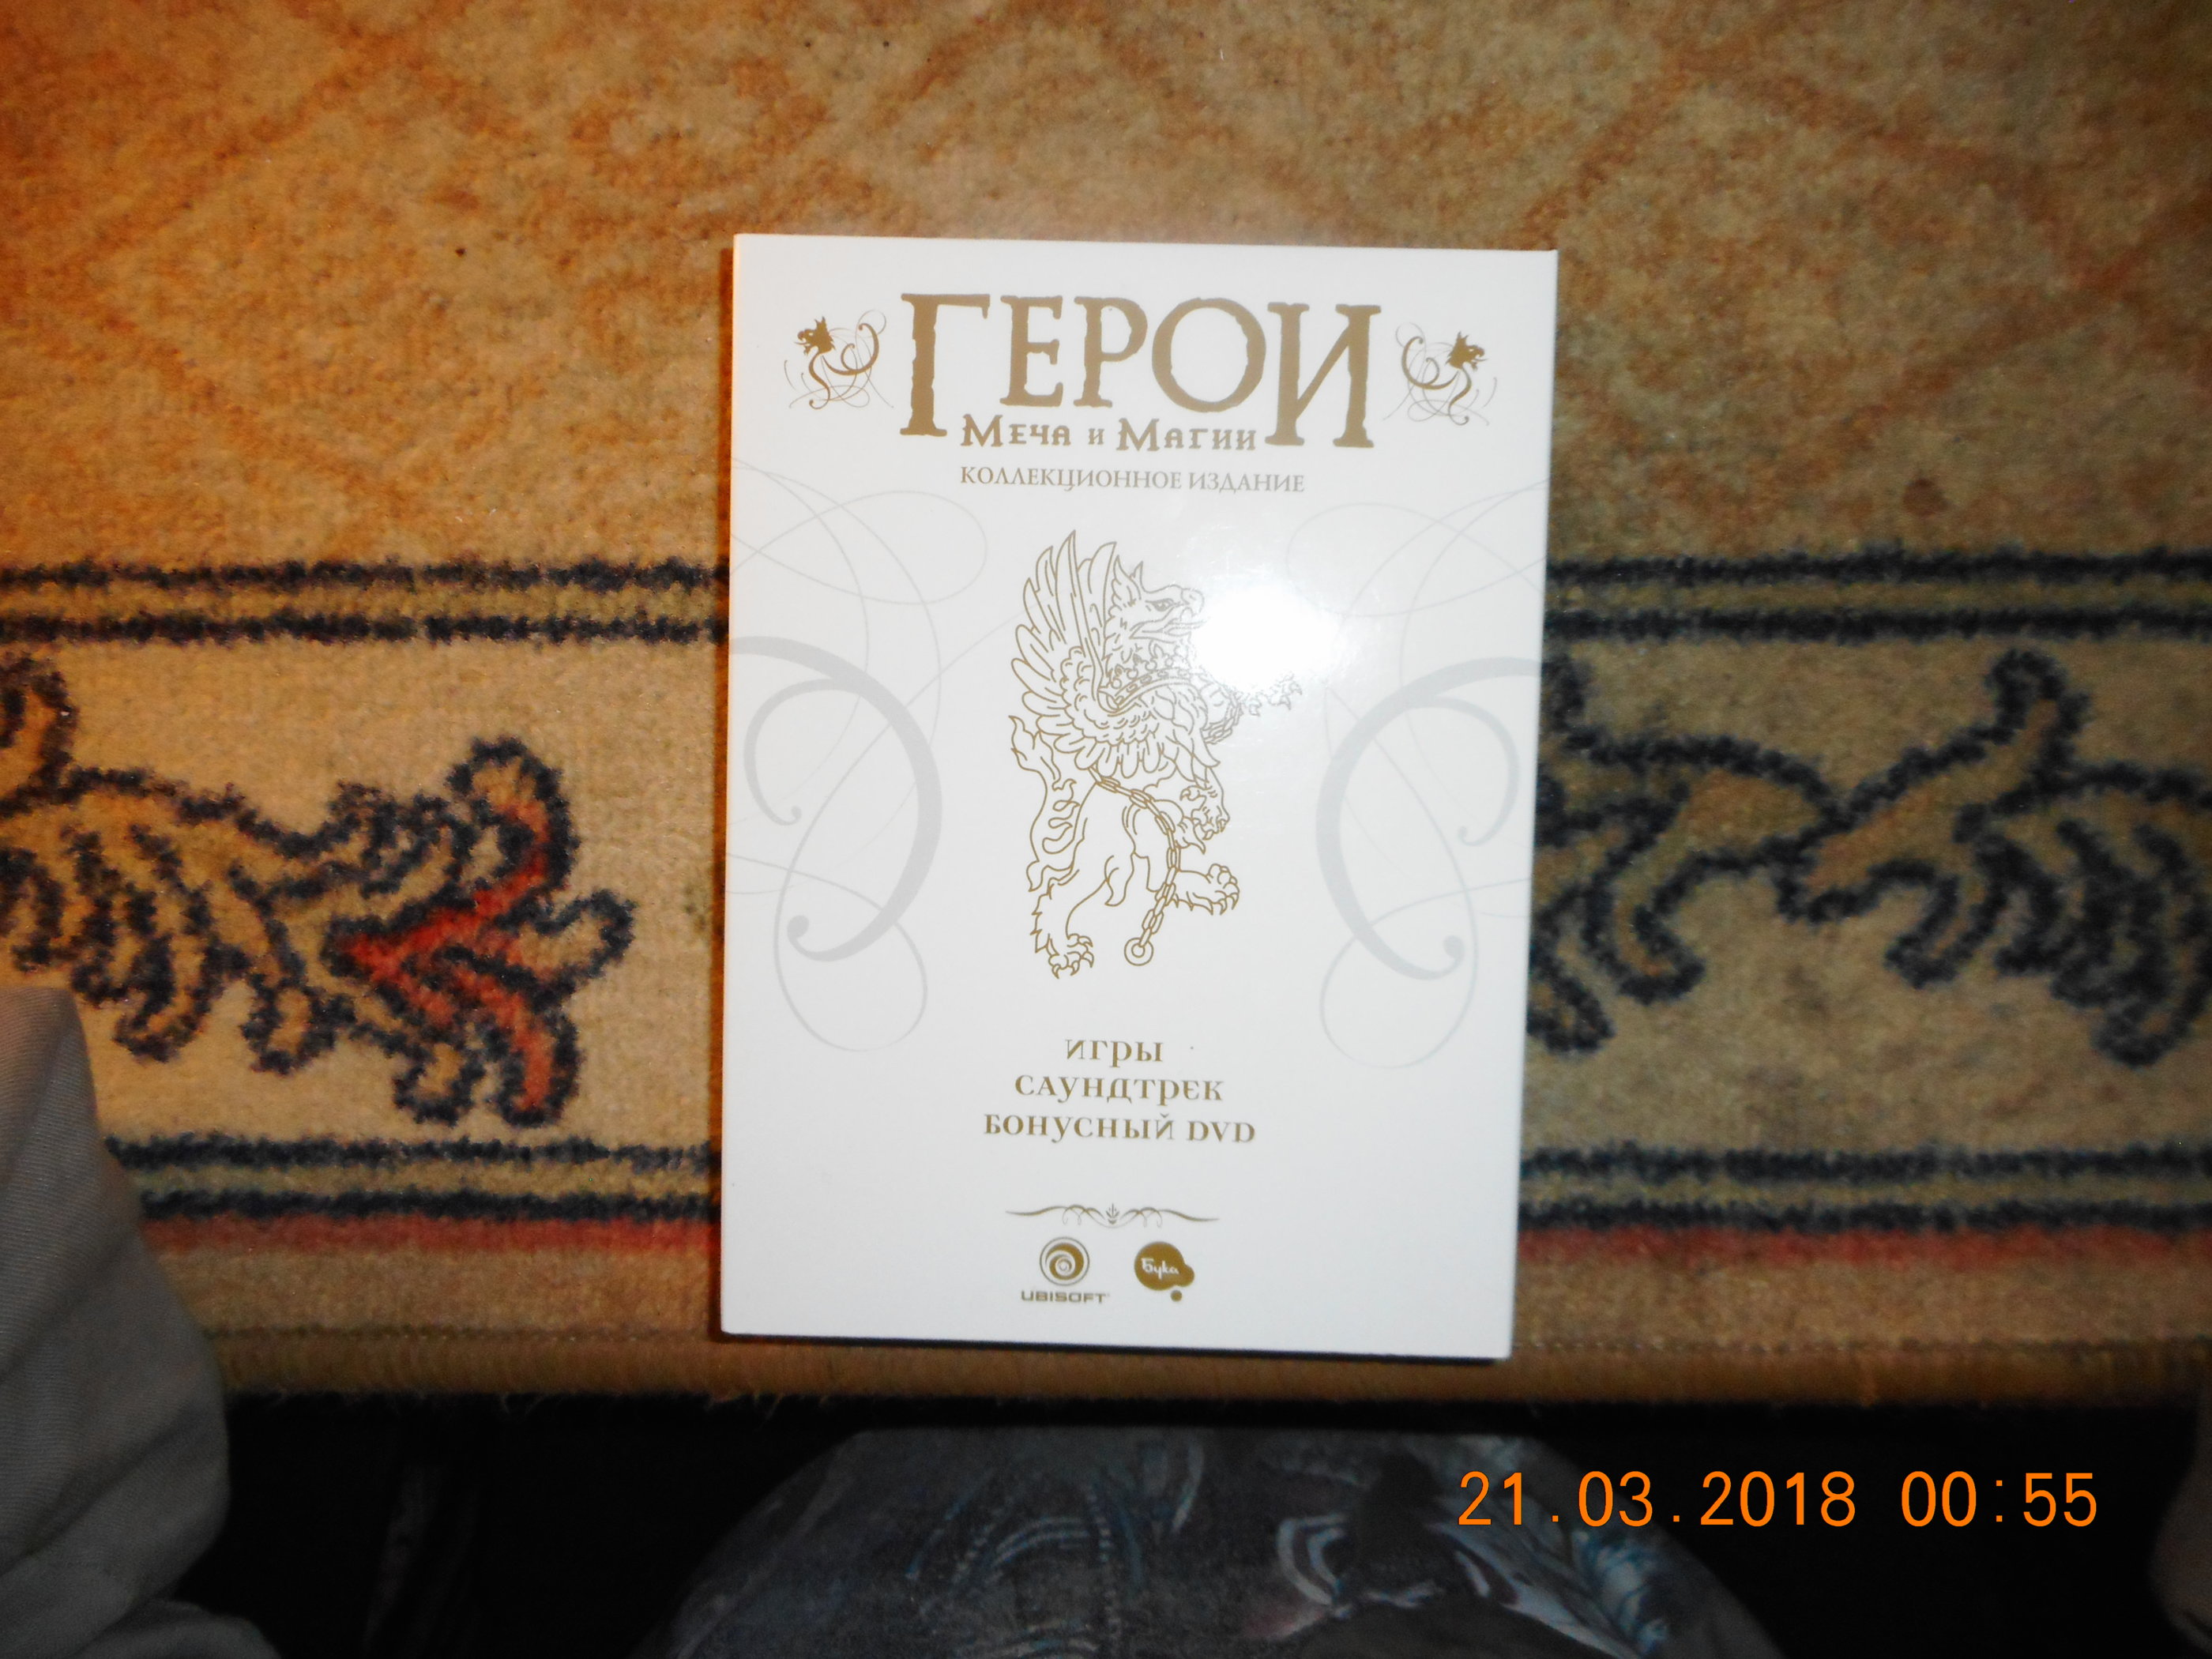 ГЕРОИ
Меча и Магии
КОЛЛЕКЦИОННОЕ ИЗДАНИЕ
ИГРЫ
САУНДТРЕК
БОНУСНЫЙ DVD
UBISOFT
Бука
21.03.2018 00:55